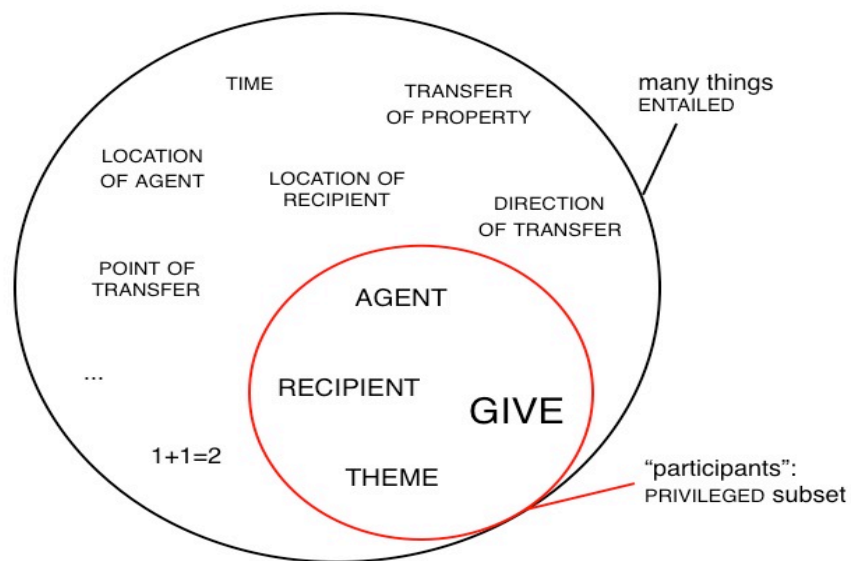 TIME
TRANSFER
OF PROPERTY
many things
ENTAILED
LOCATION
OF AGENT
LOCATION OF
RECIPIENT
DIRECTION
OF TRANSFER
POINT OF
TRANSFER
AGENT
...
RECIPIENT
GIVE
1+1=2
THEME
“participants”:
PRIVILEGED subset